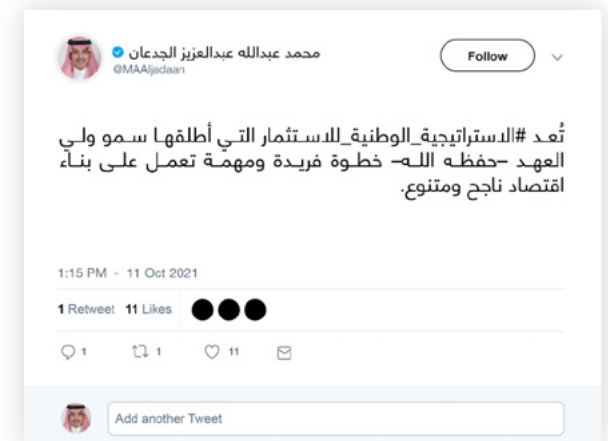 محمد عبدالله عبدالعزيز الجدعان
@MAAljadaan
Follow
تُعد #الاستراتيجية_الوطنية_للاستثمار التي أطلقها سمو ولي
العهد –حفظه الله– خطوة فريدة ومهمة تعمل على بناء
اقتصاد ناجح ومتنوع.
1:15 PM - 11 Oct 2021
1 Retweet 11 Likes
1 1 11
Add another Tweet